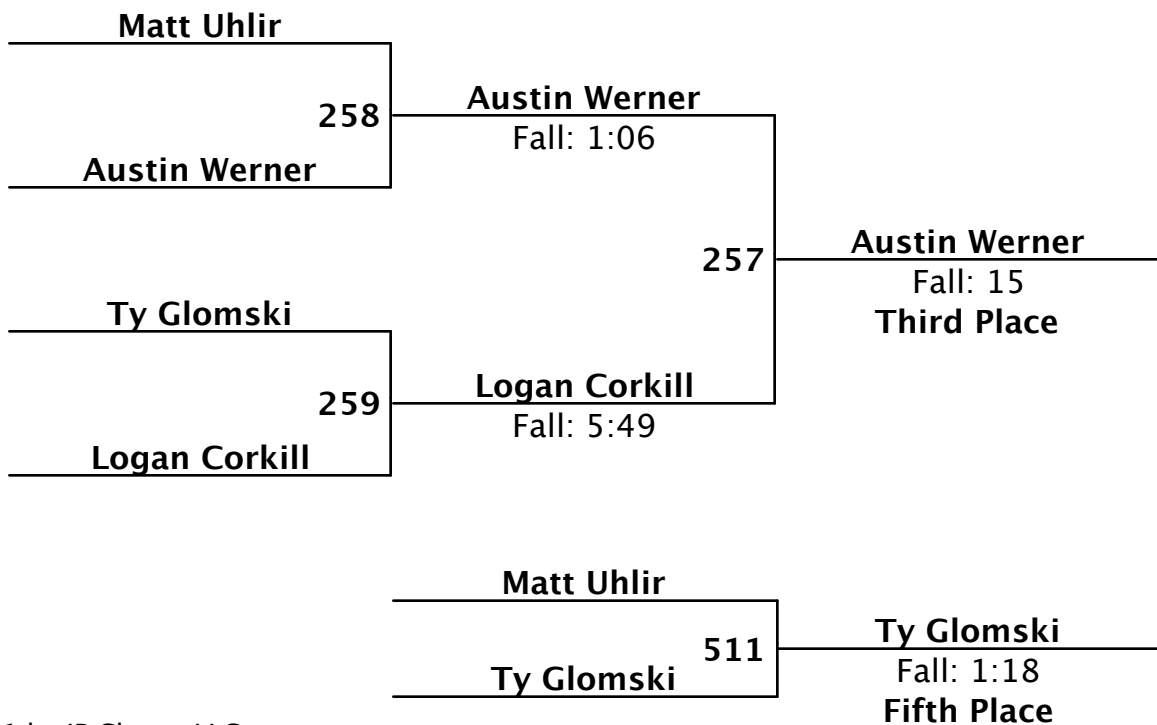 Matt Uhlir
258
Austin Werner
Fall: 1:06
Austin Werner
257
Austin Werner
Fall: 15
Third Place
Ty Glomski
259
Logan Corkill
Fall: 5:49
Logan Corkill
Matt Uhlir
511
Ty Glomski
Fall: 1:18
Fifth Place
Ty Glomski